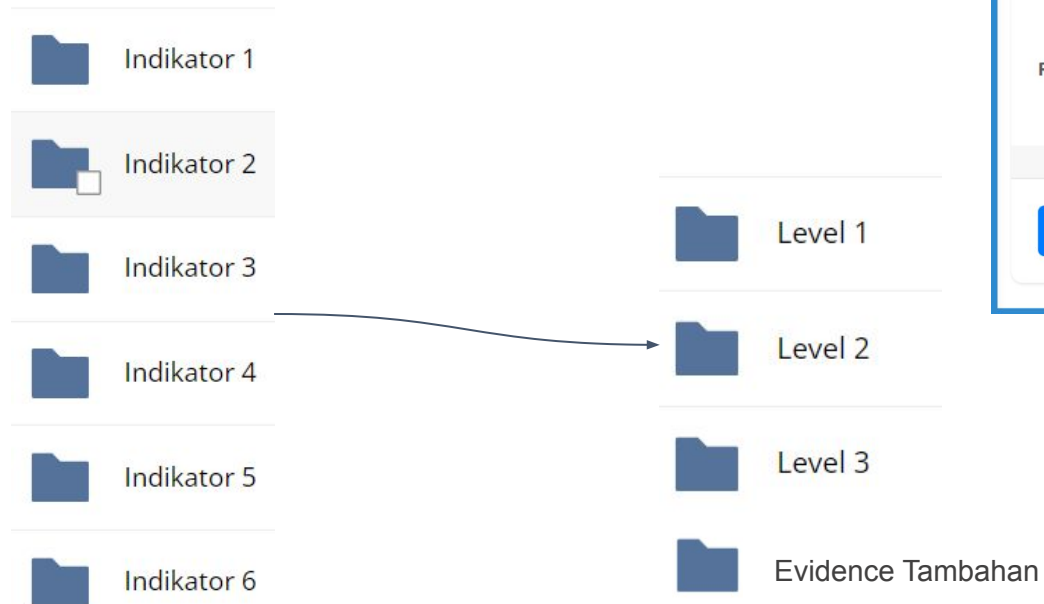 Indikator 1
Indikator 2
Indikator 3
Indikator 4
Indikator 5
Indikator 6
Level 1
Level 2
Level 3
Evidence Tambahan